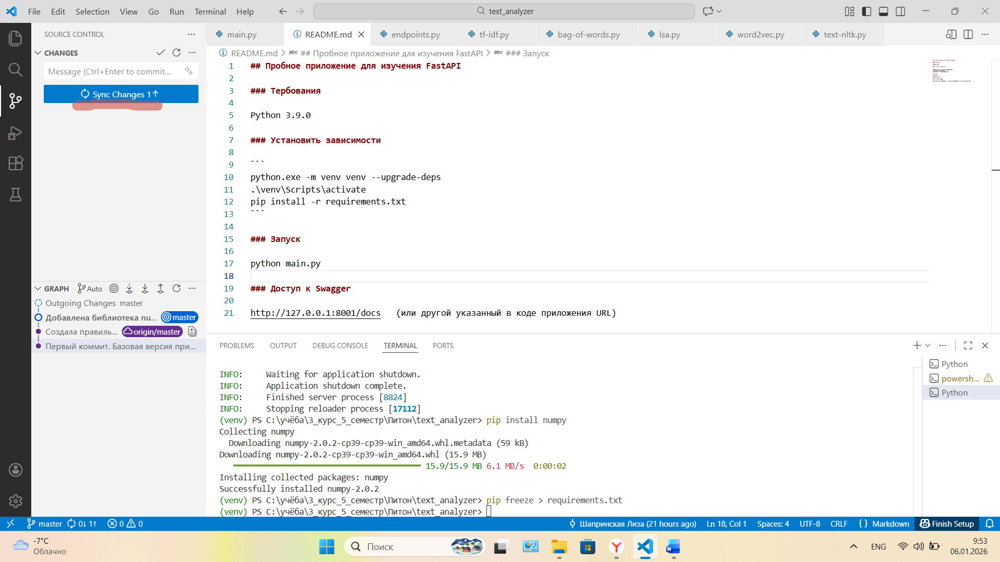 File Edit Selection View Go Run Terminal Help
text_analyzer
SOURCE CONTROL
main.py
README.md
endpoints.py
tf-idf.py
bag-of-words.py
lsa.py
word2vec.py
text-nltk.py
CHANGES
Message (Ctrl+Enter to commit...
Sync Changes 1↑
README.md > abc ## Пробное приложение для изучения FastAPI > abc ### Запуск
1 ## Пробное приложение для изучения FastAPI
2
3 ### Тербования
4
5 Python 3.9.0
6
7 ### Установить зависимости
8
9 ```
10 python.exe -m venv venv --upgrade-deps
11 .\venv\Scripts\activate
12 pip install -r requirements.txt
13 ```
14
15 ### Запуск
16
17 python main.py
18
19 ### Доступ к Swagger
20
21 http://127.0.0.1:8001/docs (или другой указанный в коде приложения URL)
GRAPH Auto
Outgoing Changes master
Добавлена библиотека nu... master
Создала правиль... origin/master
Первый коммит. Базовая версия при...
PROBLEMS OUTPUT DEBUG CONSOLE TERMINAL PORTS
INFO: Waiting for application shutdown.
INFO: Application shutdown complete.
INFO: Finished server process [8824]
INFO: Stopping reloader process [17112]
(venv) PS C:\учёба\3_курс_5_семестр\Питон\text_analyzer> pip install numpy
Collecting numpy
Downloading numpy-2.0.2-cp39-cp39-win_amd64.whl.metadata (59 kB)
Downloading numpy-2.0.2-cp39-cp39-win_amd64.whl (15.9 MB)
15.9/15.9 MB 6.1 MB/s 0:00:02
Installing collected packages: numpy
Successfully installed numpy-2.0.2
(venv) PS C:\учёба\3_курс_5_семестр\Питон\text_analyzer> pip freeze > requirements.txt
(venv) PS C:\учёба\3_курс_5_семестр\Питон\text_analyzer>
Python
powersh...
Python
master 0↓ 1↑ 0 0
Шапринская Лиза (21 hours ago) Ln 18, Col 1 Spaces: 4 UTF-8 CRLF { } Markdown Finish Setup
-7°C
Облачно
Поиск
ENG
9:53
06.01.2026